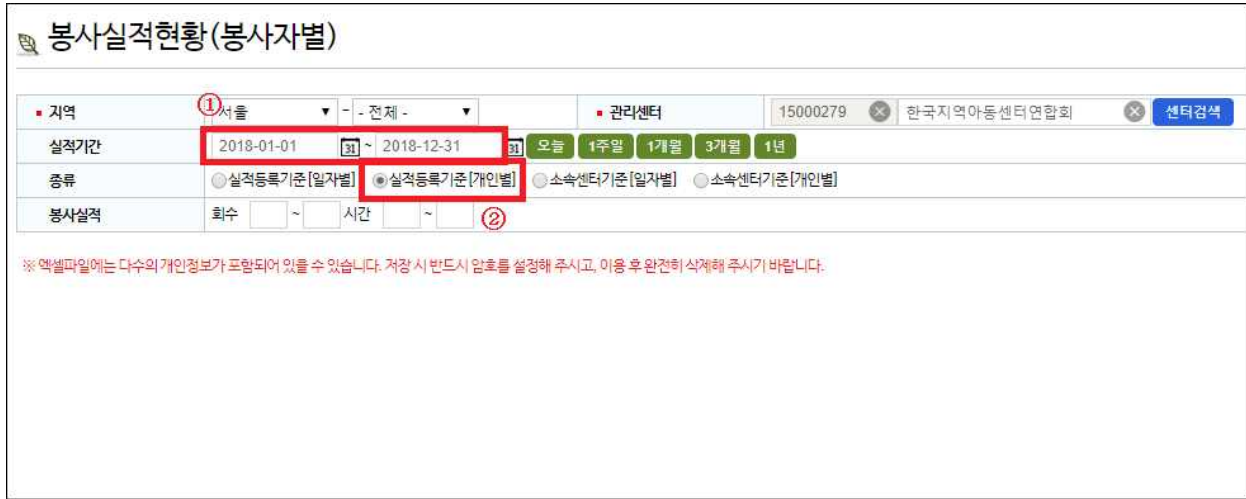 봉사실적현황(봉사자별)
지역 ① 서울 - - 전체 - 관리센터 15000279 한국지역아동센터연합회 센터검색
실적기간 2018-01-01 31 ~ 2018-12-31 31 오늘 1주일 1개월 3개월 1년
종류 실적등록기준[일자별] 실적등록기준[개인별] 소속센터기준[일자별] 소속센터기준[개인별]
봉사실적 회수 ~ 시간 ~ ②
※ 엑셀파일에는 다수의 개인정보가 포함되어 있을 수 있습니다. 저장 시 반드시 암호를 설정해 주시고, 이용 후 완전히 삭제해 주시기 바랍니다.